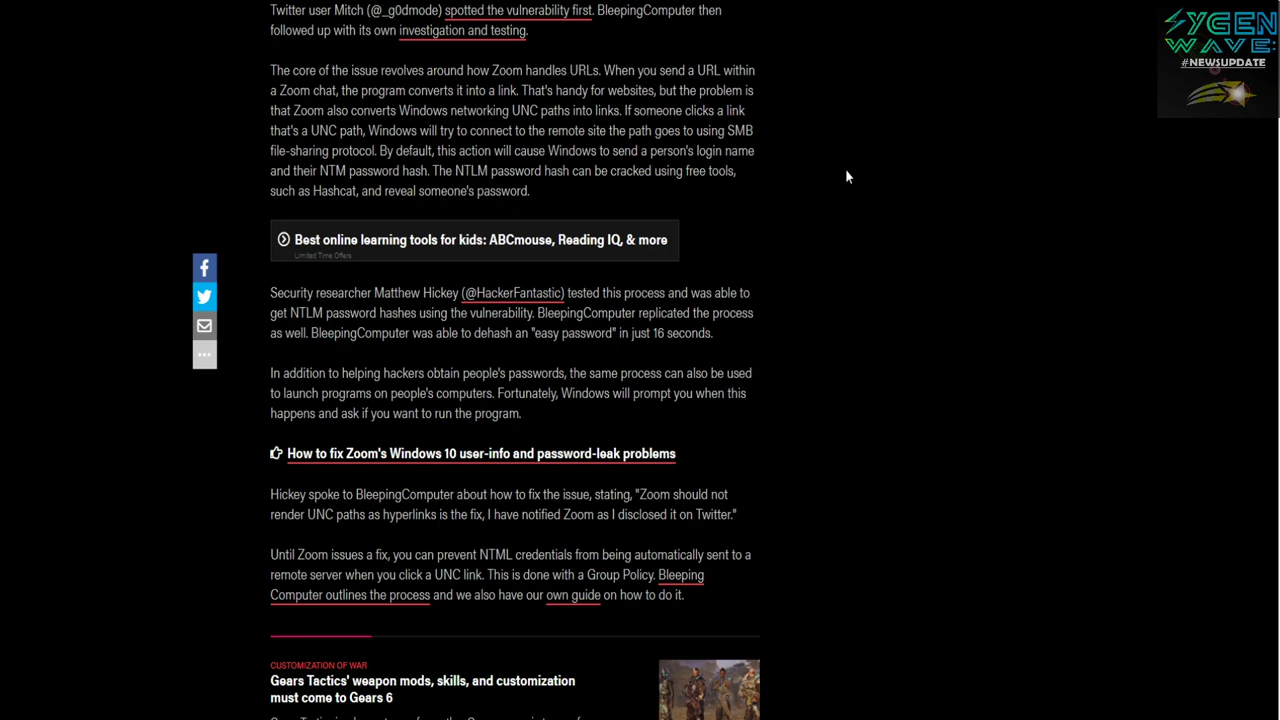 Twitter user Mitch (@_g0dmode) spotted the vulnerability first. BleepingComputer then
followed up with its own investigation and testing.
The core of the issue revolves around how Zoom handles URLs. When you send a URL within
a Zoom chat, the program converts it into a link. That's handy for websites, but the problem is
that Zoom also converts Windows networking UNC paths into links. If someone clicks a link
that's a UNC path, Windows will try to connect to the remote site the path goes to using SMB
file-sharing protocol. By default, this action will cause Windows to send a person's login name
and their NTM password hash. The NTLM password hash can be cracked using free tools,
such as Hashcat, and reveal someone's password.
Best online learning tools for kids: ABCmouse, Reading IQ, & more
Limited Time Offers
Security researcher Matthew Hickey (@HackerFantastic) tested this process and was able to
get NTLM password hashes using the vulnerability. BleepingComputer replicated the process
as well. BleepingComputer was able to dehash an "easy password" in just 16 seconds.
In addition to helping hackers obtain people's passwords, the same process can also be used
to launch programs on people's computers. Fortunately, Windows will prompt you when this
happens and ask if you want to run the program.
How to fix Zoom's Windows 10 user-info and password-leak problems
Hickey spoke to BleepingComputer about how to fix the issue, stating, "Zoom should not
render UNC paths as hyperlinks is the fix, I have notified Zoom as I disclosed it on Twitter."
Until Zoom issues a fix, you can prevent NTML credentials from being automatically sent to a
remote server when you click a UNC link. This is done with a Group Policy. Bleeping
Computer outlines the process and we also have our own guide on how to do it.
CUSTOMIZATION OF WAR
Gears Tactics' weapon mods, skills, and customization
must come to Gears 6
SYGEN
WAVE:
#NEWSUPDATE